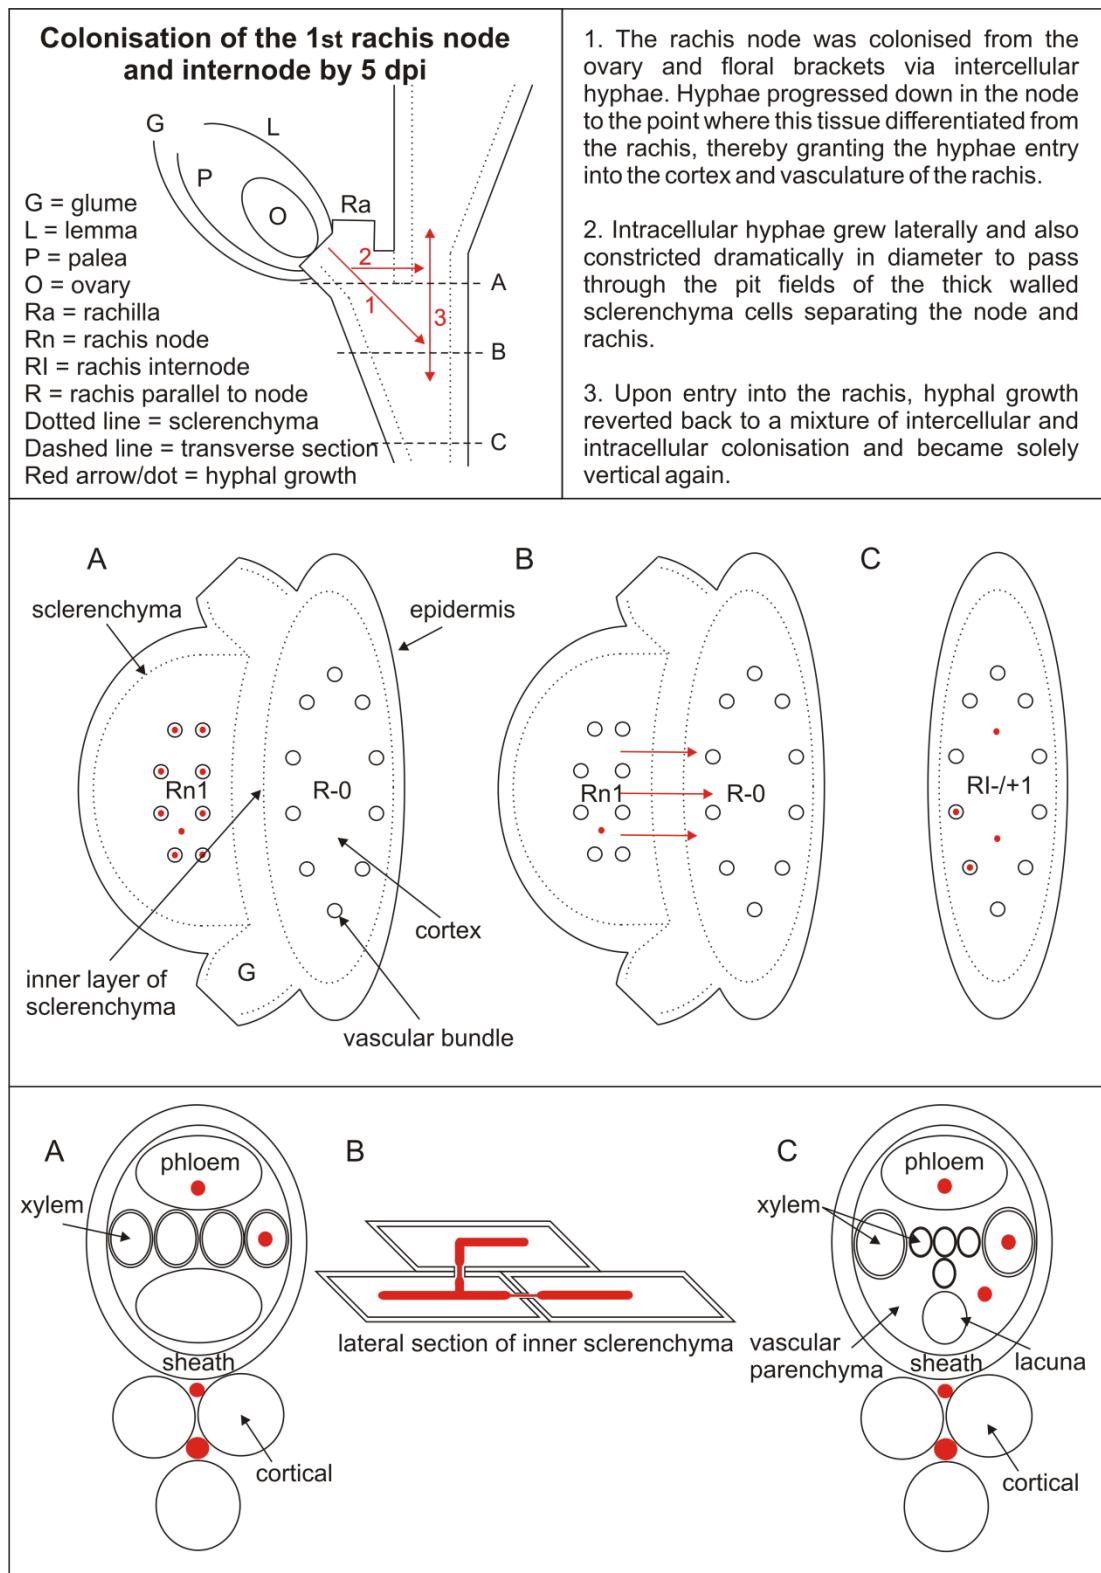 Colonisation of the 1st rachis node
and internode by 5 dpi
G
L
P
O
Ra
G = glume
L = lemma
P = palea
O = ovary
Ra = rachilla
Rn = rachis node
RI = rachis internode
R = rachis parallel to node
Dotted line = sclerenchyma
Dashed line = transverse section
Red arrow/dot = hyphal growth
2
1
3
A
B
C
1. The rachis node was colonised from the
ovary and floral brackets via intercellular
hyphae. Hyphae progressed down in the node
to the point where this tissue differentiated from
the rachis, thereby granting the hyphae entry
into the cortex and vasculature of the rachis.
2. Intracellular hyphae grew laterally and also
constricted dramatically in diameter to pass
through the pit fields of the thick walled
sclerenchyma cells separating the node and
rachis.
3. Upon entry into the rachis, hyphal growth
reverted back to a mixture of intercellular and
intracellular colonisation and became solely
vertical again.
A
sclerenchyma
epidermis
Rn1
R-0
cortex
inner layer of
sclerenchyma
G
vascular bundle
B
Rn1
R-0
C
RI-/+1
A
phloem
xylem
sheath
cortical
B
lateral section of inner sclerenchyma
C
phloem
xylem
vascular
parenchyma
sheath
lacuna
cortical